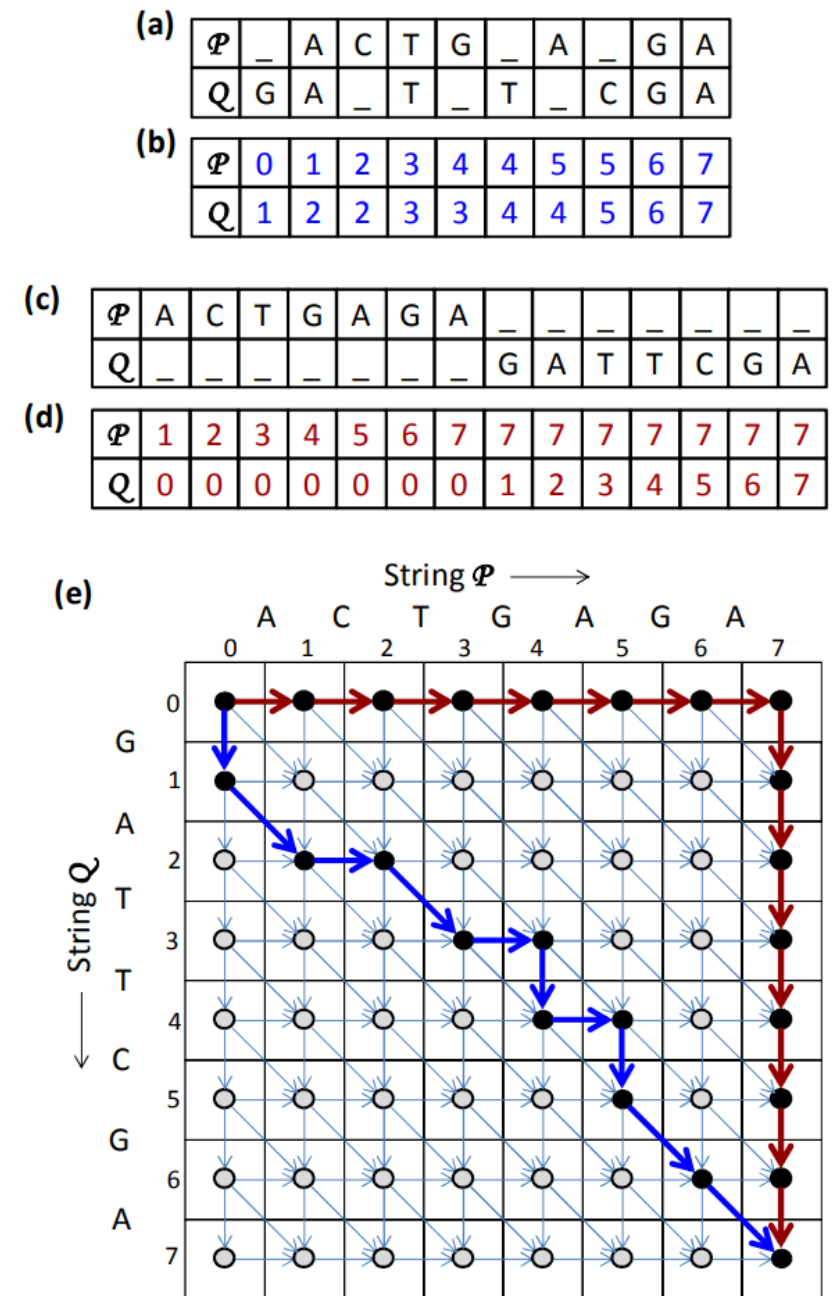 (a)
𝒫 _ A C T G _ A _ G A
𝒬 G A _ T _ T _ C G A
(b)
𝒫 0 1 2 3 4 4 5 5 6 7
𝒬 1 2 2 3 3 4 4 5 6 7
(c)
𝒫 A C T G A G A _ _ _ _ _ _ _
𝒬 _ _ _ _ _ _ _ G A T T C G A
(d)
𝒫 1 2 3 4 5 6 7 7 7 7 7 7 7 7
𝒬 0 0 0 0 0 0 0 1 2 3 4 5 6 7
(e)
String 𝒫
A C T G A G A
0 1 2 3 4 5 6 7
String 𝒬
0
G
1
A
2
T
3
T
4
C
5
G
6
A
7